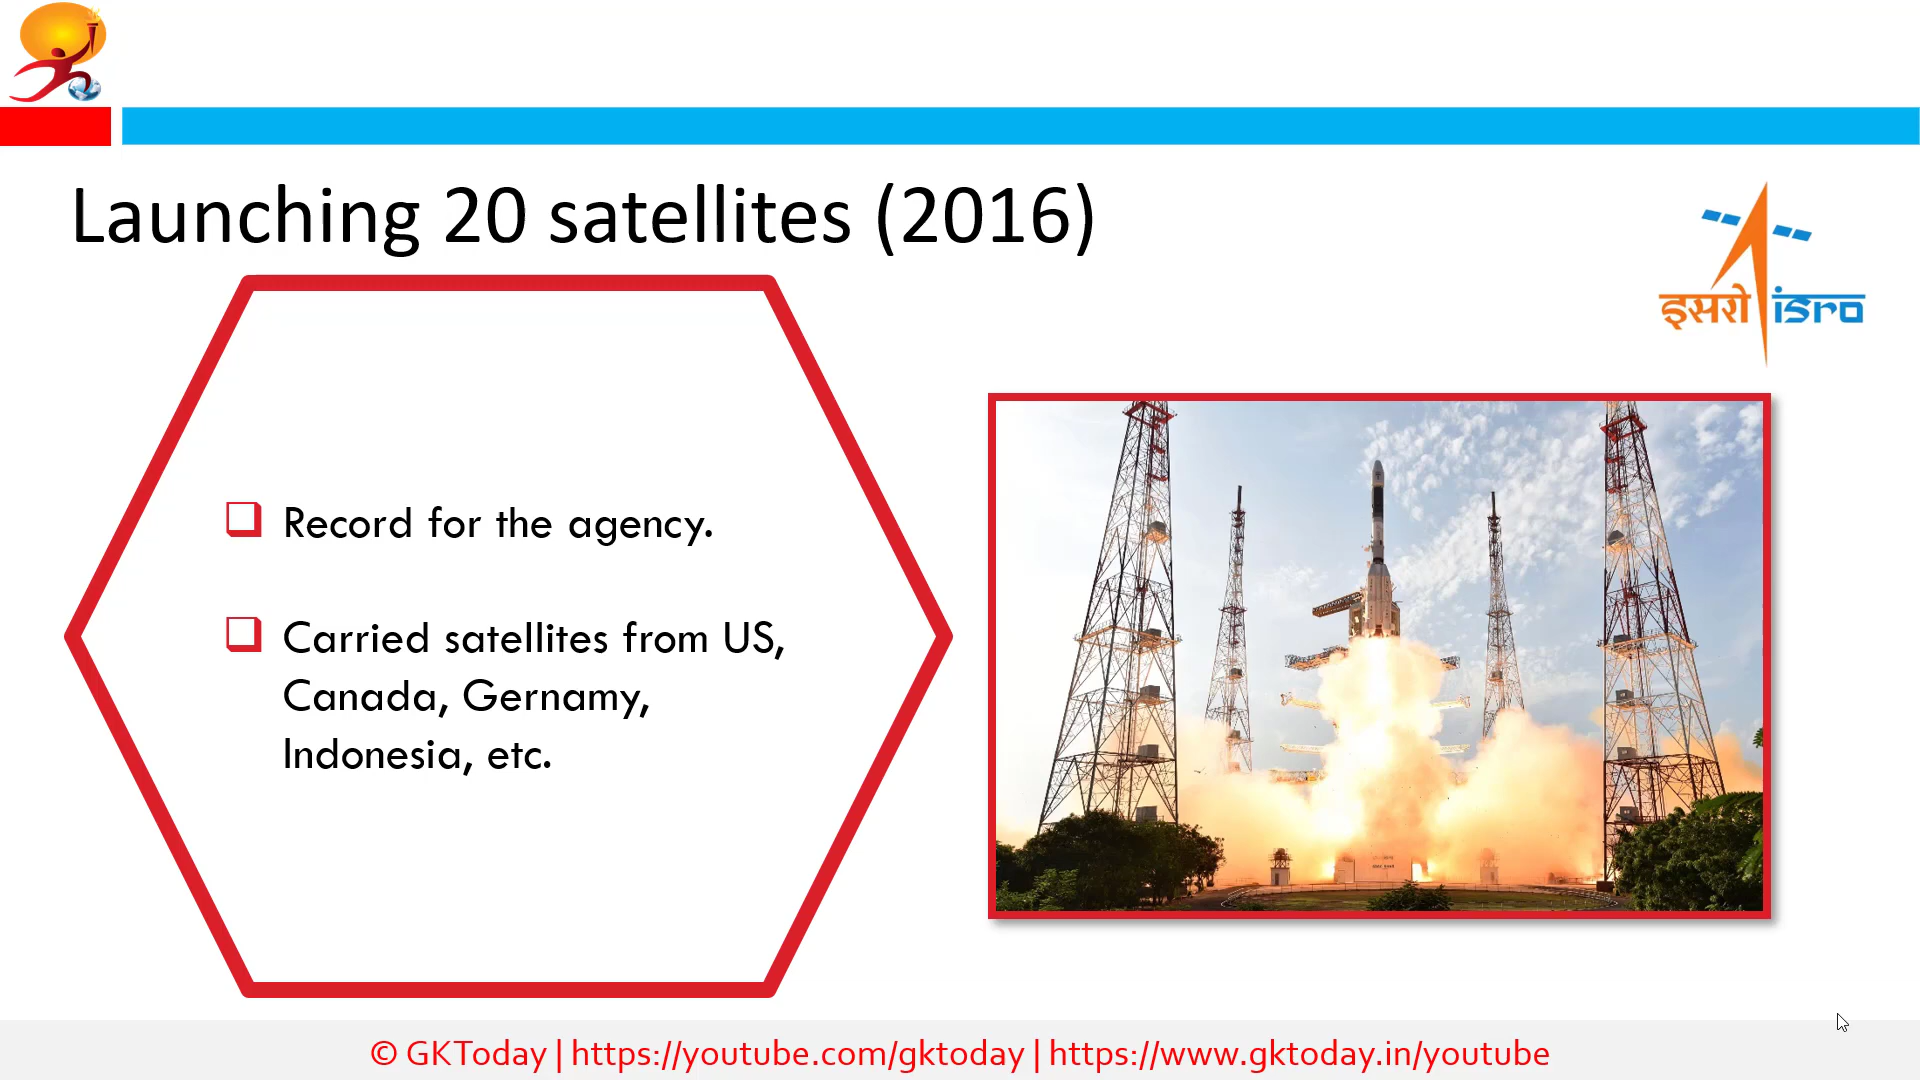 Launching 20 satellites (2016)
इसरो isro
Record for the agency.
Carried satellites from US,
Canada, Gernamy,
Indonesia, etc.
© GKToday | https://youtube.com/gktoday | https://www.gktoday.in/youtube